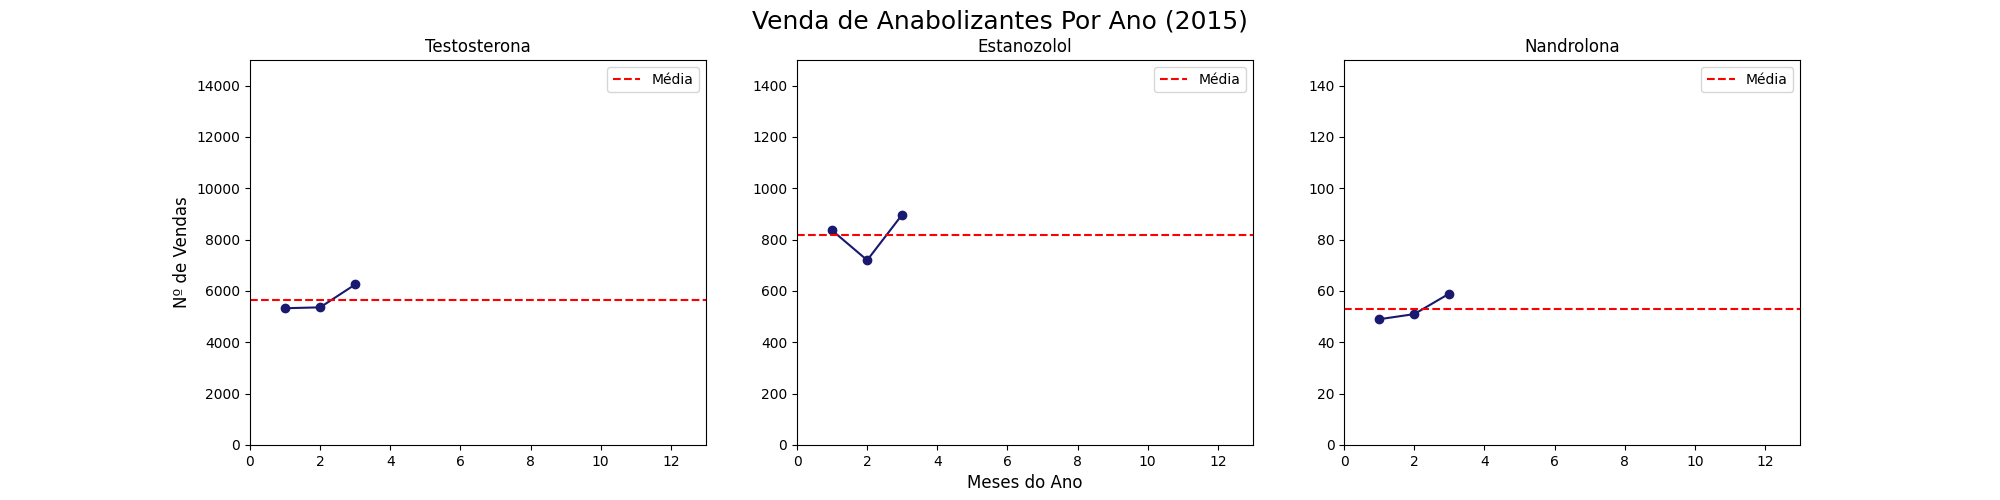 Venda de Anabolizantes Por Ano (2015)
Testosterona
Média
14000
12000
10000
8000
6000
4000
2000
0
Nº de Vendas
0 2 4 6 8 10 12
Estanozolol
Média
1400
1200
1000
800
600
400
200
0
0 2 4 6 8 10 12
Meses do Ano
Nandrolona
Média
140
120
100
80
60
40
20
0
0 2 4 6 8 10 12